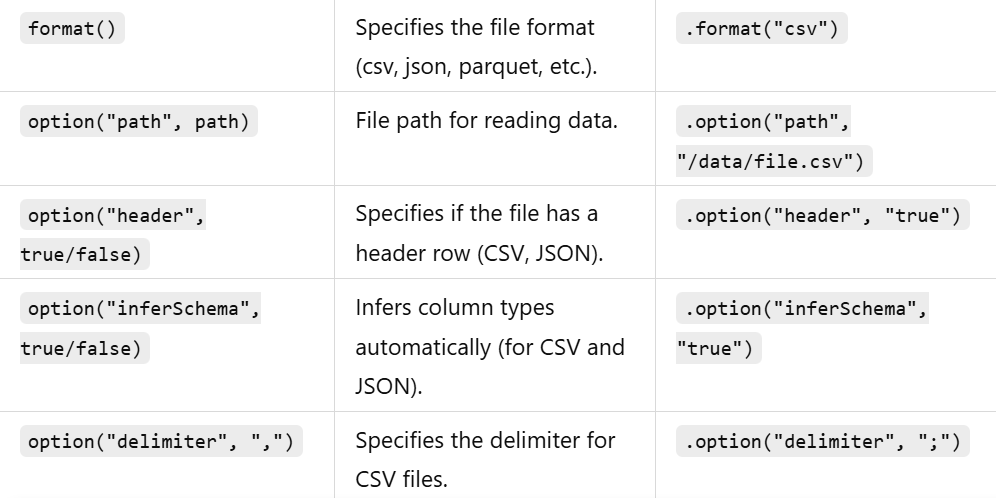 format()
Specifies the file format
(csv, json, parquet, etc.).
.format("csv")
option("path", path)
File path for reading data.
.option("path",
"/data/file.csv")
option("header",
true/false)
Specifies if the file has a
header row (CSV, JSON).
.option("header", "true")
option("inferSchema",
true/false)
Infers column types
automatically (for CSV and
JSON).
.option("inferSchema",
"true")
option("delimiter", ",")
Specifies the delimiter for
CSV files.
.option("delimiter", ";")